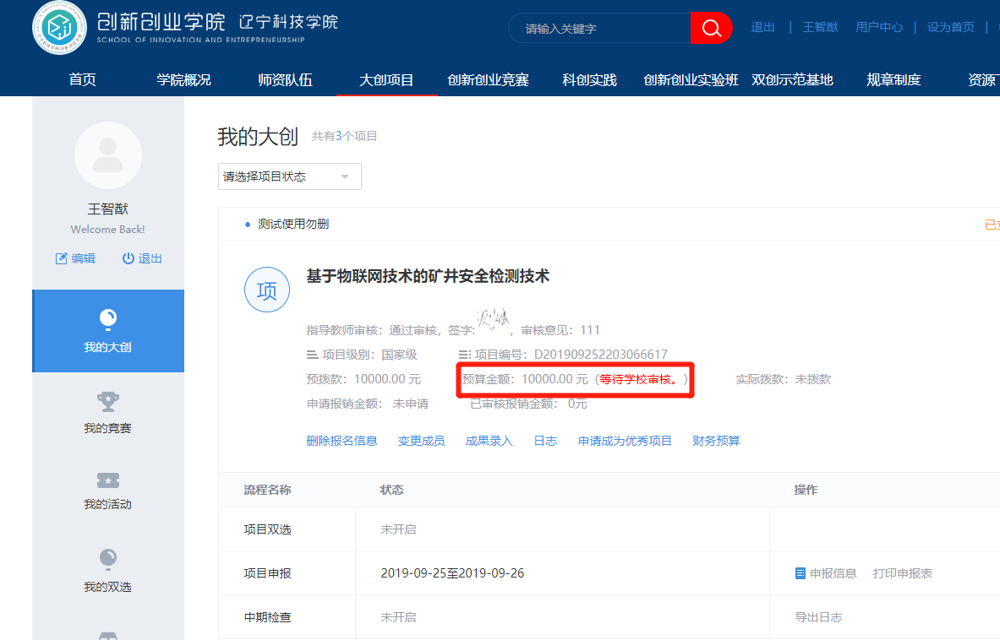 创新创业学院 辽宁科技学院
SCHOOL OF INNOVATION AND ENTREPRENEURSHIP
请输入关键字
退出 | 王智猷 用户中心 | 设为首页 |
首页 学院概况 师资队伍 大创项目 创新创业竞赛 科创实践 创新创业实验班 双创示范基地 规章制度 资源
我的大创 共有3个项目
请选择项目状态
王智猷
Welcome Back!
编辑 退出
我的大创
我的竞赛
我的活动
我的双选
测试使用勿删 已
项 基于物联网技术的矿井安全检测技术
指导教师审核：通过审核，签字: 测试，审核意见：111
项目级别：国家级 项目编号：D201909252203066617
预拨款：10000.00 元 预算金额：10000.00 元（等待学校审核。） 实际拨款：未拨款
申请报销金额： 未申请 已审核报销金额： 0元
删除报名信息 变更成员 成果录入 日志 申请成为优秀项目 财务预算
流程名称 状态 操作
项目双选 未开启
项目申报 2019-09-25至2019-09-26 申报信息 打印申报表
中期检查 未开启 导出日志